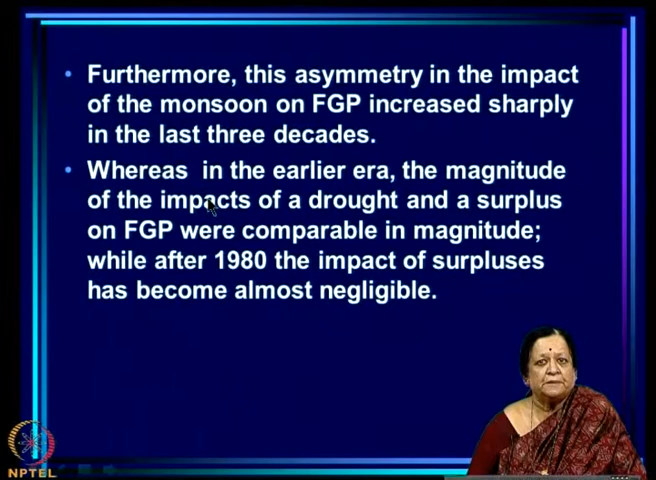 • Furthermore, this asymmetry in the impact
of the monsoon on FGP increased sharply
in the last three decades.
• Whereas in the earlier era, the magnitude
of the impacts of a drought and a surplus
on FGP were comparable in magnitude;
while after 1980 the impact of surpluses
has become almost negligible.
NPTEL